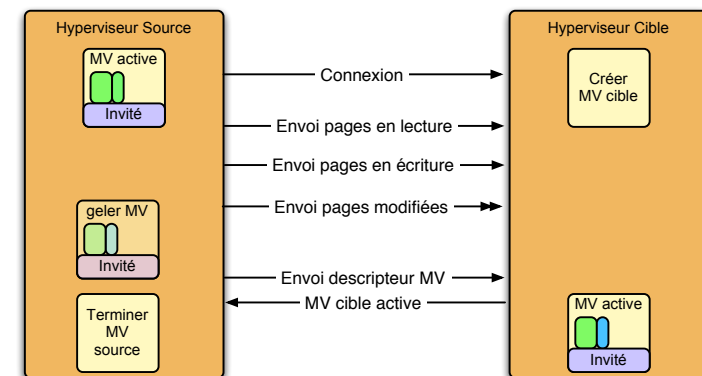 Hyperviseur Source
Hyperviseur Cible
MV active
Invité
Connexion
Créer
MV cible
Envoi pages en lecture
Envoi pages en écriture
Envoi pages modifiées
geler MV
Invité
Envoi descripteur MV
MV cible active
Terminer
MV
source
MV active
Invité